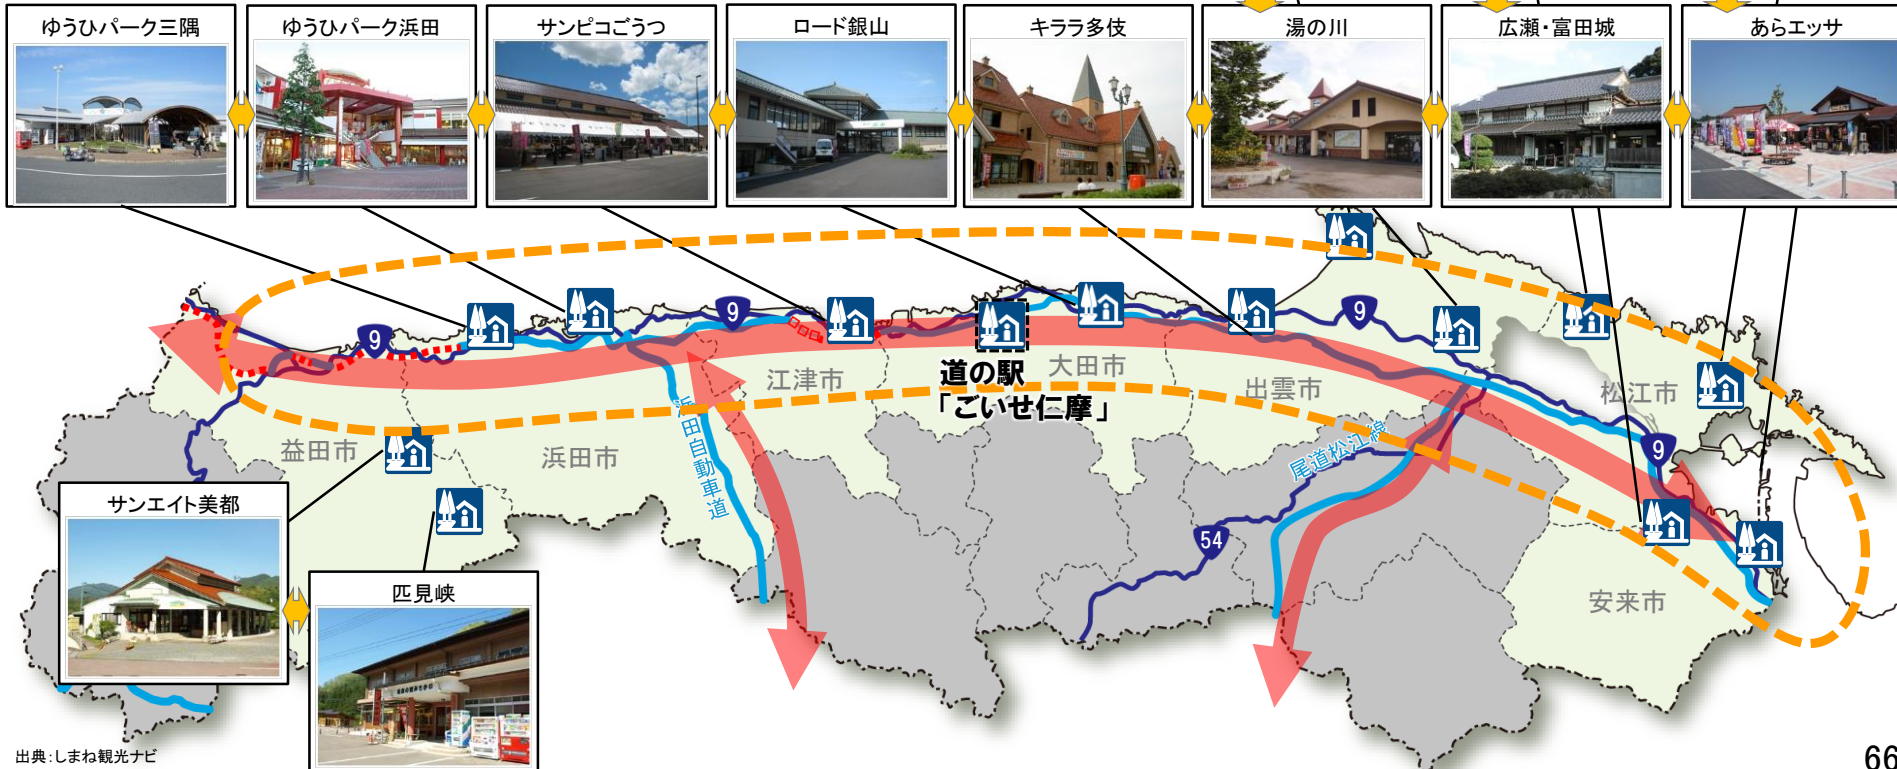 ゆうひパーク三隅
ゆうひパーク浜田
サンピコごうつ
ロード銀山
キララ多伎
湯の川
広瀬・富田城
あらエッサ
9
9
9
9
54
道の駅
「ごいせ仁摩」
益田市
浜田市
江津市
大田市
出雲市
松江市
安来市
浜田自動車道
尾道松江線
サンエイト美都
匹見峡
出典:しまね観光ナビ
66